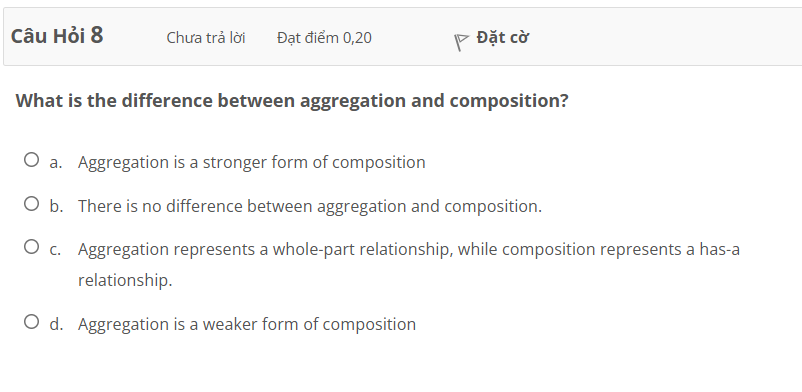 Câu Hỏi 8 Chưa trả lời Đạt điểm 0,20 Đặt cờ
What is the difference between aggregation and composition?
a. Aggregation is a stronger form of composition
b. There is no difference between aggregation and composition.
c. Aggregation represents a whole-part relationship, while composition represents a has-a
relationship.
d. Aggregation is a weaker form of composition